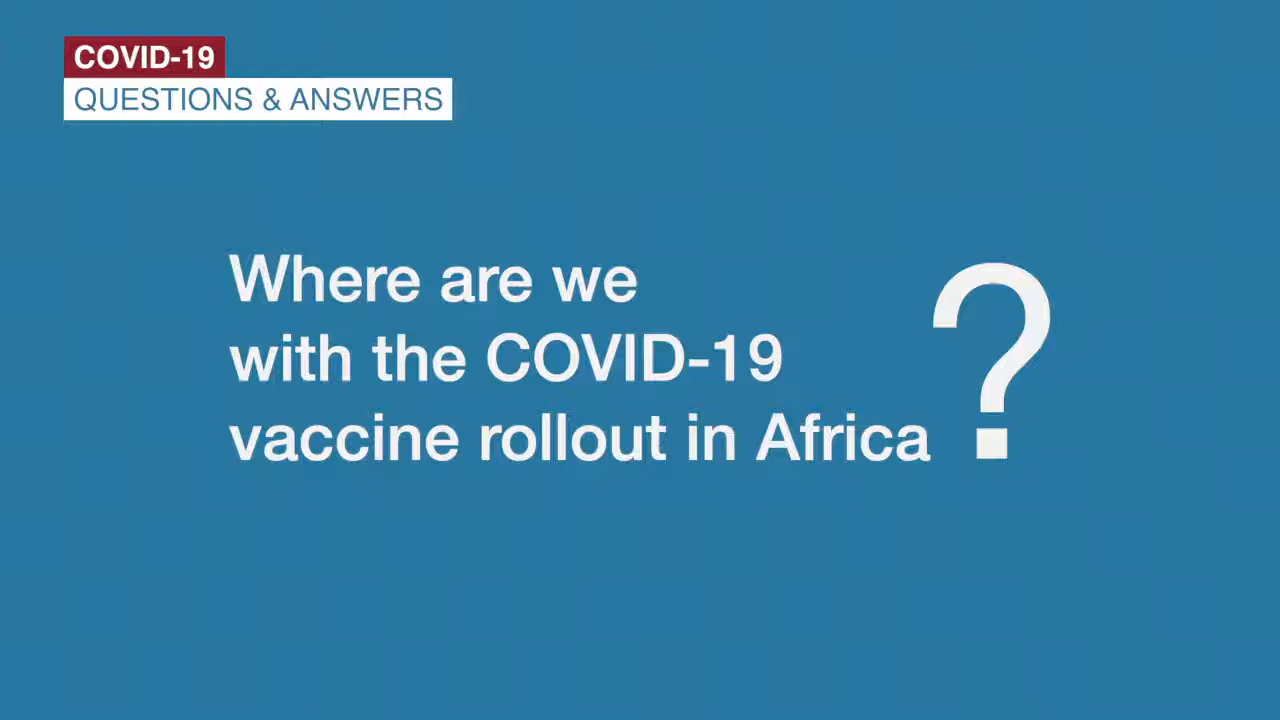 COVID-19
QUESTIONS & ANSWERS
Where are we
with the COVID-19
vaccine rollout in Africa ?